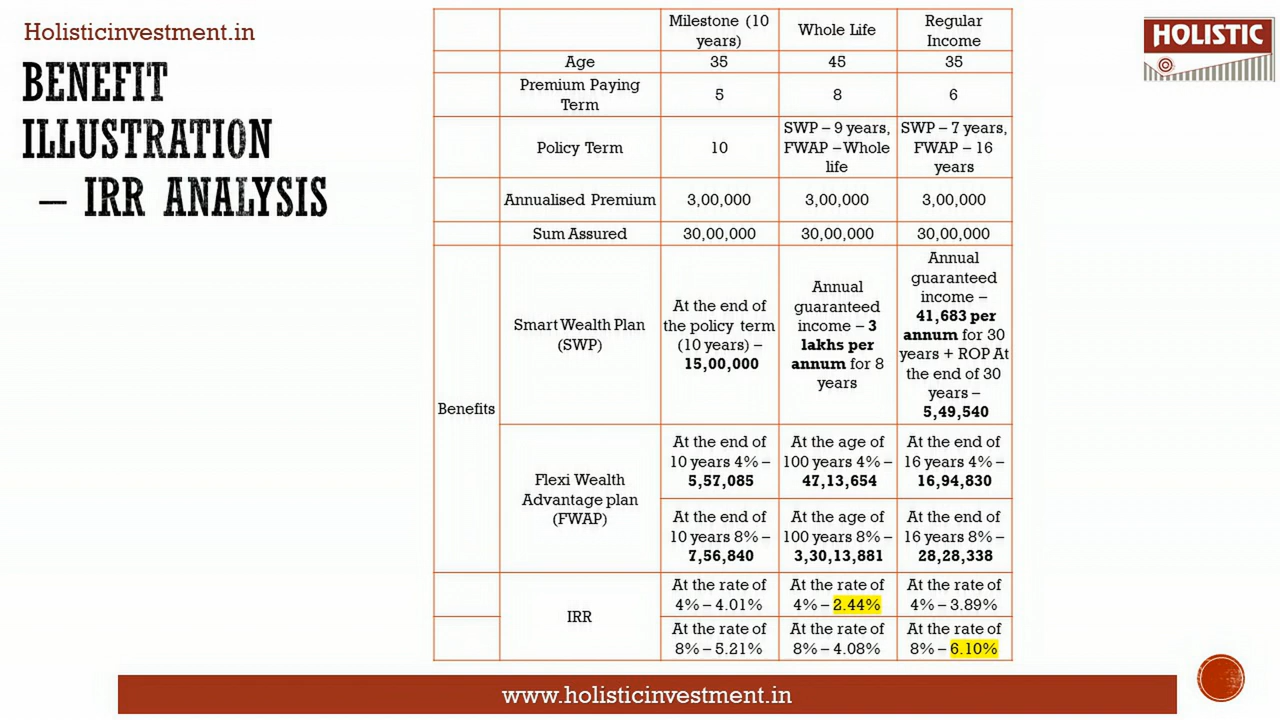 Holisticinvestment.in
BENEFIT
ILLUSTRATION
– IRR ANALYSIS
HOLISTIC
Milestone (10
years)
Whole Life
Regular
Income
Age
35
45
35
Premium Paying
Term
5
8
6
Policy Term
10
SWP – 9 years,
FWAP – Whole
life
SWP – 7 years,
FWAP – 16
years
Annualised Premium
3,00,000
3,00,000
3,00,000
Sum Assured
30,00,000
30,00,000
30,00,000
Benefits
Smart Wealth Plan
(SWP)
At the end of
the policy term
(10 years) –
15,00,000
Annual
guaranteed
income – 3
lakhs per
annum for 8
years
Annual
guaranteed
income –
41,683 per
annum for 30
years + ROP At
the end of 30
years –
5,49,540
Flexi Wealth
Advantage plan
(FWAP)
At the end of
10 years 4% –
5,57,085
At the age of
100 years 4% –
47,13,654
At the end of
16 years 4% –
16,94,830
At the end of
10 years 8% –
7,56,840
At the age of
100 years 8% –
3,30,13,881
At the end of
16 years 8% –
28,28,338
IRR
At the rate of
4% – 4.01%
At the rate of
4% – 2.44%
At the rate of
4% – 3.89%
At the rate of
8% – 5.21%
At the rate of
8% – 4.08%
At the rate of
8% – 6.10%
www.holisticinvestment.in